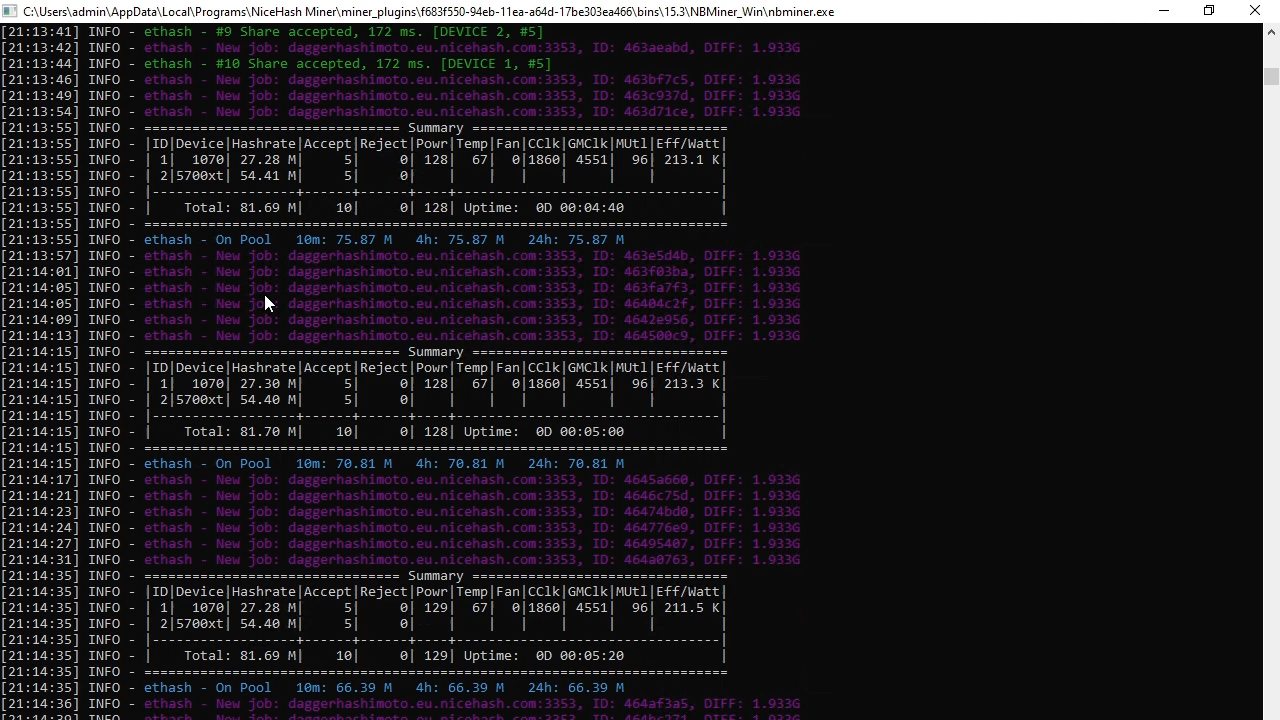 C:\Users\admin\AppData\Local\Programs\NiceHash Miner\miner_plugins\f683f550-94eb-11ea-a64d-17be303ea466\bins\15.3\NBMiner_Win\nbminer.exe
[21:13:41] INFO - ethash - #9 Share accepted, 172 ms. [DEVICE 2, #5]
[21:13:42] INFO - ethash - New job: daggerhashimoto.eu.nicehash.com:3353, ID: 463aeabd, DIFF: 1.933G
[21:13:44] INFO - ethash - #10 Share accepted, 172 ms. [DEVICE 1, #5]
[21:13:46] INFO - ethash - New job: daggerhashimoto.eu.nicehash.com:3353, ID: 463bf7c5, DIFF: 1.933G
[21:13:49] INFO - ethash - New job: daggerhashimoto.eu.nicehash.com:3353, ID: 463c937d, DIFF: 1.933G
[21:13:54] INFO - ethash - New job: daggerhashimoto.eu.nicehash.com:3353, ID: 463d71ce, DIFF: 1.933G
[21:13:55] INFO - ================================ Summary ================================
[21:13:55] INFO - |ID|Device|Hashrate|Accept|Reject|Powr|Temp|Fan|CClk|GMClk|MUtl|Eff/Watt|
[21:13:55] INFO - | 1|  1070| 27.28 M|     5|     0| 128|  67|  0|1860| 4551|  96| 213.1 K|
[21:13:55] INFO - | 2|5700xt| 54.41 M|     5|     0|    |    |   |    |     |    |        |
[21:13:55] INFO - |------------------+------+------+----+---------------------------------|
[21:13:55] INFO - |    Total: 81.69 M|    10|     0| 128| Uptime:  0D 00:04:40            |
[21:13:55] INFO - =========================================================================
[21:13:55] INFO - ethash - On Pool   10m: 75.87 M   4h: 75.87 M   24h: 75.87 M
[21:13:57] INFO - ethash - New job: daggerhashimoto.eu.nicehash.com:3353, ID: 463e5d4b, DIFF: 1.933G
[21:14:01] INFO - ethash - New job: daggerhashimoto.eu.nicehash.com:3353, ID: 463f03ba, DIFF: 1.933G
[21:14:05] INFO - ethash - New job: daggerhashimoto.eu.nicehash.com:3353, ID: 463fa7f3, DIFF: 1.933G
[21:14:05] INFO - ethash - New job: daggerhashimoto.eu.nicehash.com:3353, ID: 46404c2f, DIFF: 1.933G
[21:14:09] INFO - ethash - New job: daggerhashimoto.eu.nicehash.com:3353, ID: 4642e956, DIFF: 1.933G
[21:14:13] INFO - ethash - New job: daggerhashimoto.eu.nicehash.com:3353, ID: 464500c9, DIFF: 1.933G
[21:14:15] INFO - ================================ Summary ================================
[21:14:15] INFO - |ID|Device|Hashrate|Accept|Reject|Powr|Temp|Fan|CClk|GMClk|MUtl|Eff/Watt|
[21:14:15] INFO - | 1|  1070| 27.30 M|     5|     0| 128|  67|  0|1860| 4551|  96| 213.3 K|
[21:14:15] INFO - | 2|5700xt| 54.40 M|     5|     0|    |    |   |    |     |    |        |
[21:14:15] INFO - |------------------+------+------+----+---------------------------------|
[21:14:15] INFO - |    Total: 81.70 M|    10|     0| 128| Uptime:  0D 00:05:00            |
[21:14:15] INFO - =========================================================================
[21:14:15] INFO - ethash - On Pool   10m: 70.81 M   4h: 70.81 M   24h: 70.81 M
[21:14:17] INFO - ethash - New job: daggerhashimoto.eu.nicehash.com:3353, ID: 4645a660, DIFF: 1.933G
[21:14:21] INFO - ethash - New job: daggerhashimoto.eu.nicehash.com:3353, ID: 4646c75d, DIFF: 1.933G
[21:14:23] INFO - ethash - New job: daggerhashimoto.eu.nicehash.com:3353, ID: 46474bd0, DIFF: 1.933G
[21:14:24] INFO - ethash - New job: daggerhashimoto.eu.nicehash.com:3353, ID: 464776e9, DIFF: 1.933G
[21:14:27] INFO - ethash - New job: daggerhashimoto.eu.nicehash.com:3353, ID: 46495407, DIFF: 1.933G
[21:14:31] INFO - ethash - New job: daggerhashimoto.eu.nicehash.com:3353, ID: 464a0763, DIFF: 1.933G
[21:14:35] INFO - ================================ Summary ================================
[21:14:35] INFO - |ID|Device|Hashrate|Accept|Reject|Powr|Temp|Fan|CClk|GMClk|MUtl|Eff/Watt|
[21:14:35] INFO - | 1|  1070| 27.28 M|     5|     0| 129|  67|  0|1860| 4551|  96| 211.5 K|
[21:14:35] INFO - | 2|5700xt| 54.40 M|     5|     0|    |    |   |    |     |    |        |
[21:14:35] INFO - |------------------+------+------+----+---------------------------------|
[21:14:35] INFO - |    Total: 81.69 M|    10|     0| 129| Uptime:  0D 00:05:20            |
[21:14:35] INFO - =========================================================================
[21:14:35] INFO - ethash - On Pool   10m: 66.39 M   4h: 66.39 M   24h: 66.39 M
[21:14:36] INFO - ethash - New job: daggerhashimoto.eu.nicehash.com:3353, ID: 464af3a5, DIFF: 1.933G
[21:14:39] INFO - ethash - New job: daggerhashimoto.eu.nicehash.com:3353, ID: 464bc271, DIFF: 1.933G